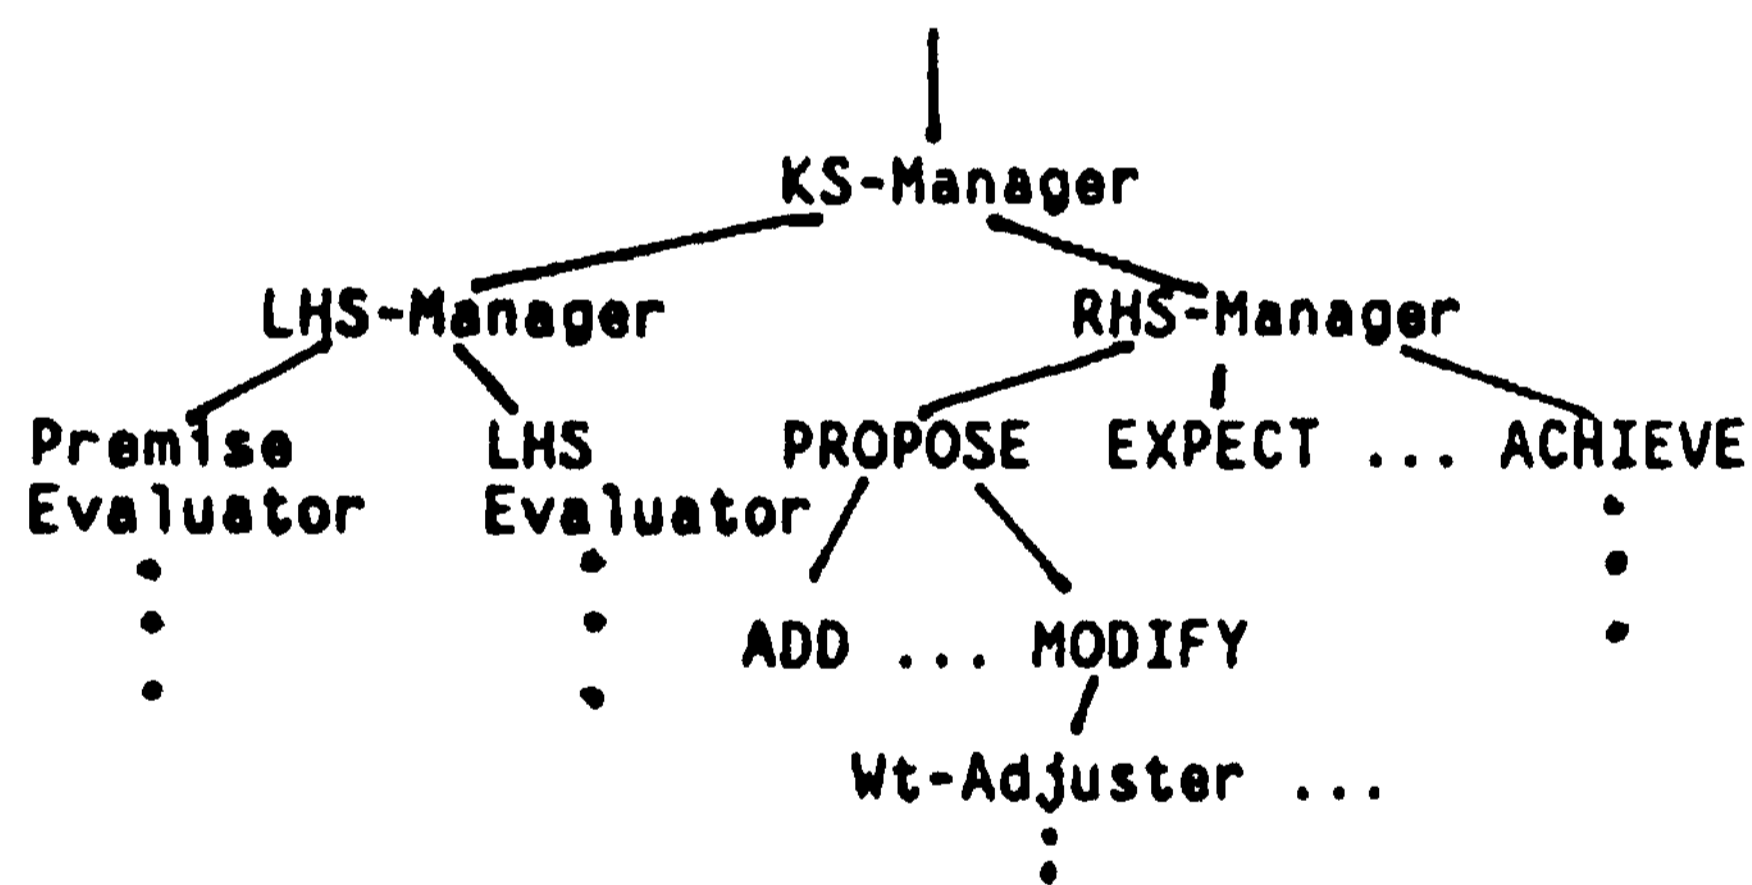 KS-Manager
LHS-Manager RHS-Manager
Premise LHS PROPOSE EXPECT ... ACHIEVE
Evaluator Evaluator
ADD ... MODIFY
Wt-Adjuster ...